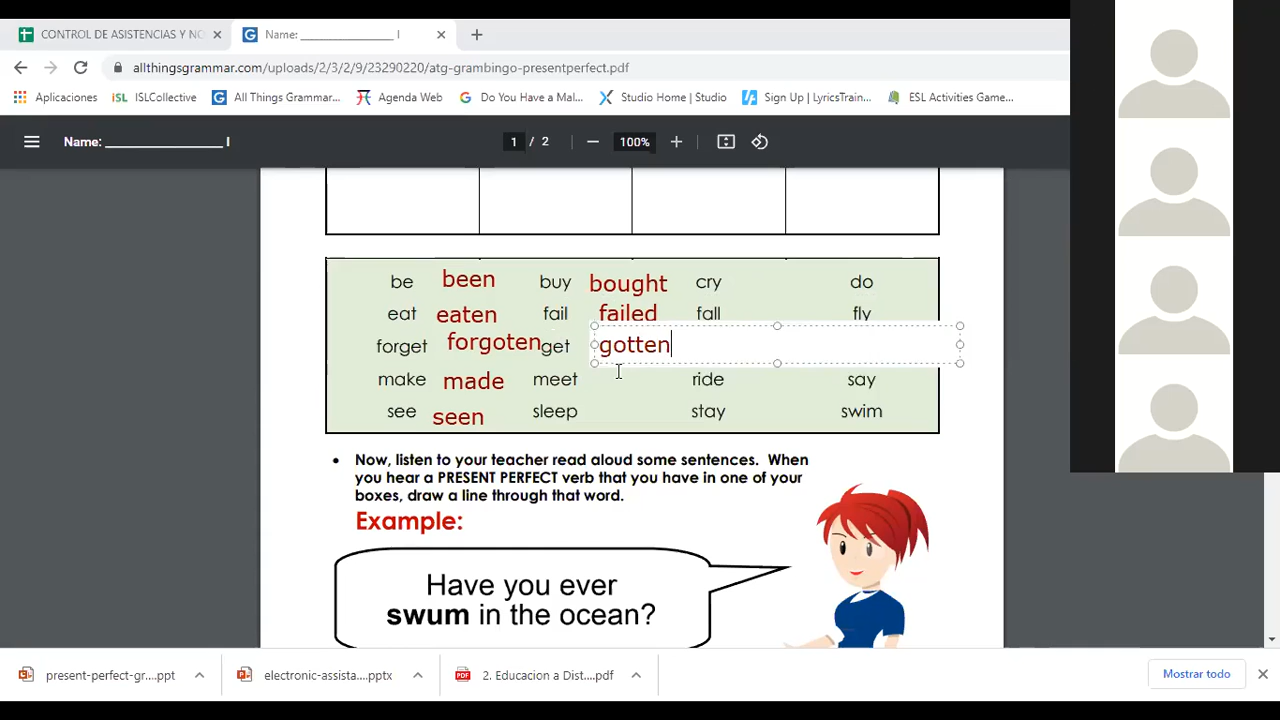 CONTROL DE ASISTENCIAS Y NO
Name: __________________ I
allthingsgrammar.com/uploads/2/3/2/9/23290220/atg-grambingo-presentperfect.pdf
Aplicaciones iSLCollective All Things Grammar... Agenda Web Do You Have a Mal... Studio Home | Studio Sign Up | LyricsTrain... ESL Activities Game...
Name: __________________ I 1 / 2 100%
be been buy bought cry do
eat eaten fail failed fall fly
forget forgoten get gotten
make made meet ride say
see seen sleep stay swim
• Now, listen to your teacher read aloud some sentences. When
you hear a PRESENT PERFECT verb that you have in one of your
boxes, draw a line through that word.
Example:
Have you ever
swum in the ocean?
present-perfect-gr....ppt electronic-assista....pptx 2. Educacion a Dist....pdf Mostrar todo